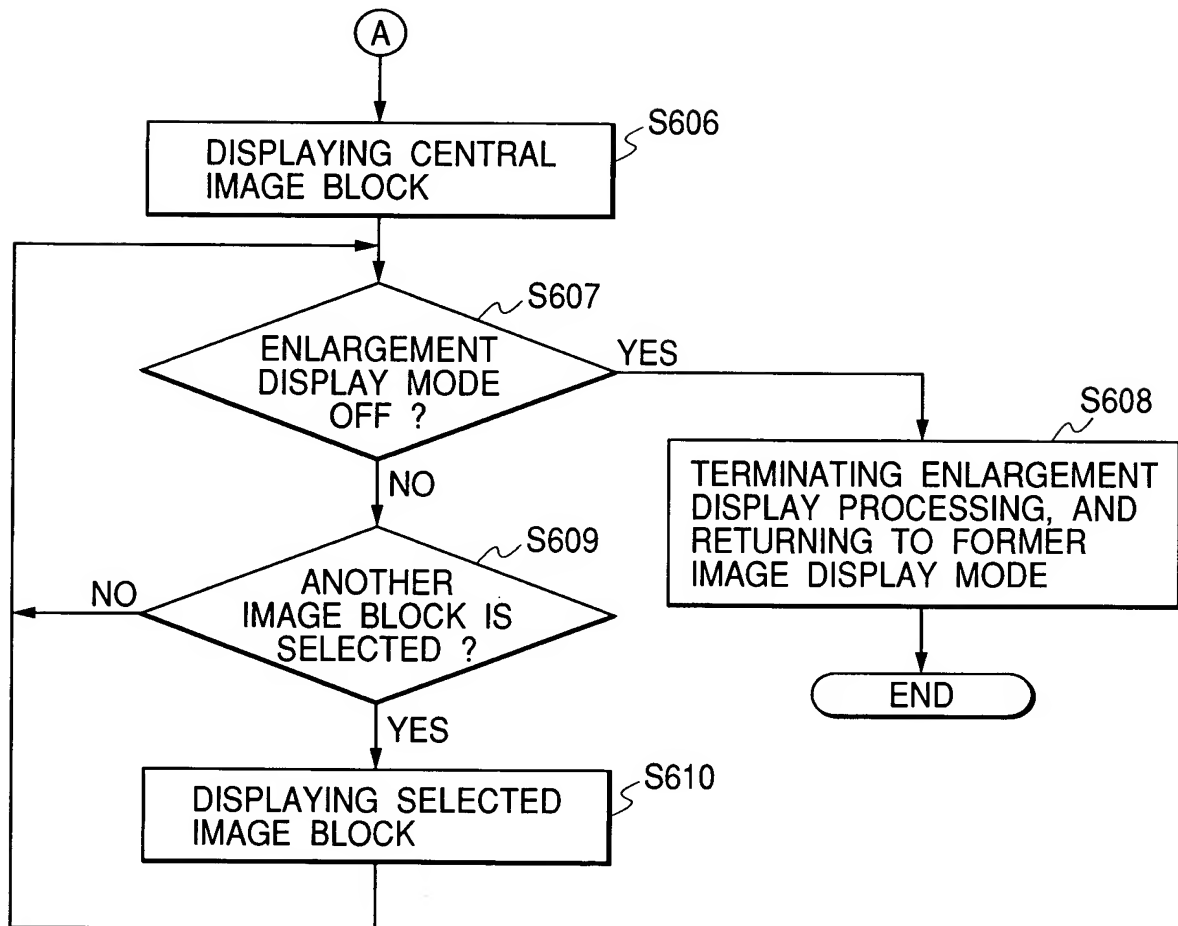 A
S606
DISPLAYING CENTRAL
IMAGE BLOCK
S607
ENLARGEMENT
DISPLAY MODE
OFF ?
YES
NO
S608
TERMINATING ENLARGEMENT
DISPLAY PROCESSING, AND
RETURNING TO FORMER
IMAGE DISPLAY MODE
END
S609
ANOTHER
IMAGE BLOCK IS
SELECTED ?
NO
YES
S610
DISPLAYING SELECTED
IMAGE BLOCK